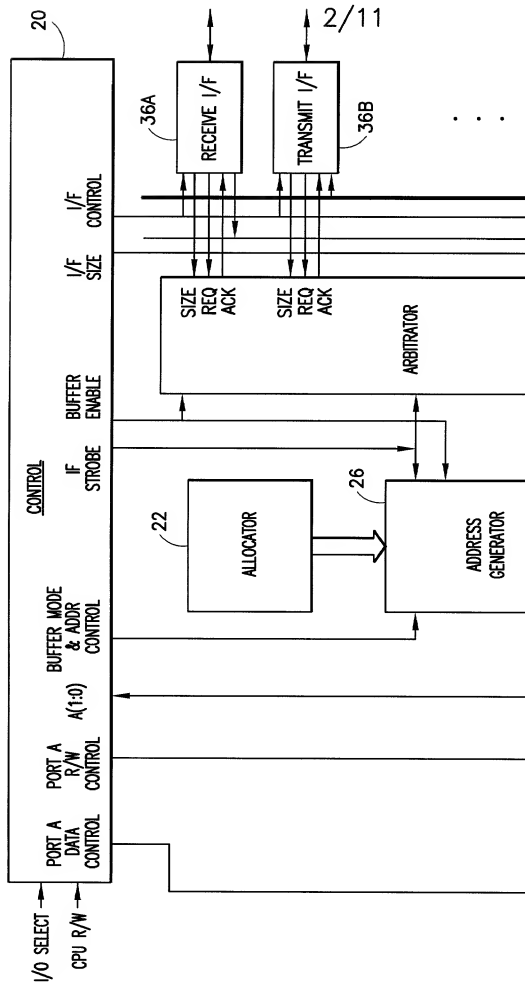 2/11
20
CONTROL
I/O SELECT
CPU R/W
PORT A
DATA
CONTROL
PORT A
R/W
CONTROL
A(1:0)
BUFFER MODE
& ADDR
CONTROL
IF
STROBE
BUFFER
ENABLE
I/F
SIZE
I/F
CONTROL
22
ALLOCATOR
26
ADDRESS
GENERATOR
ARBITRATOR
SIZE
REQ
ACK
SIZE
REQ
ACK
36A
RECEIVE I/F
36B
TRANSMIT I/F
. . .